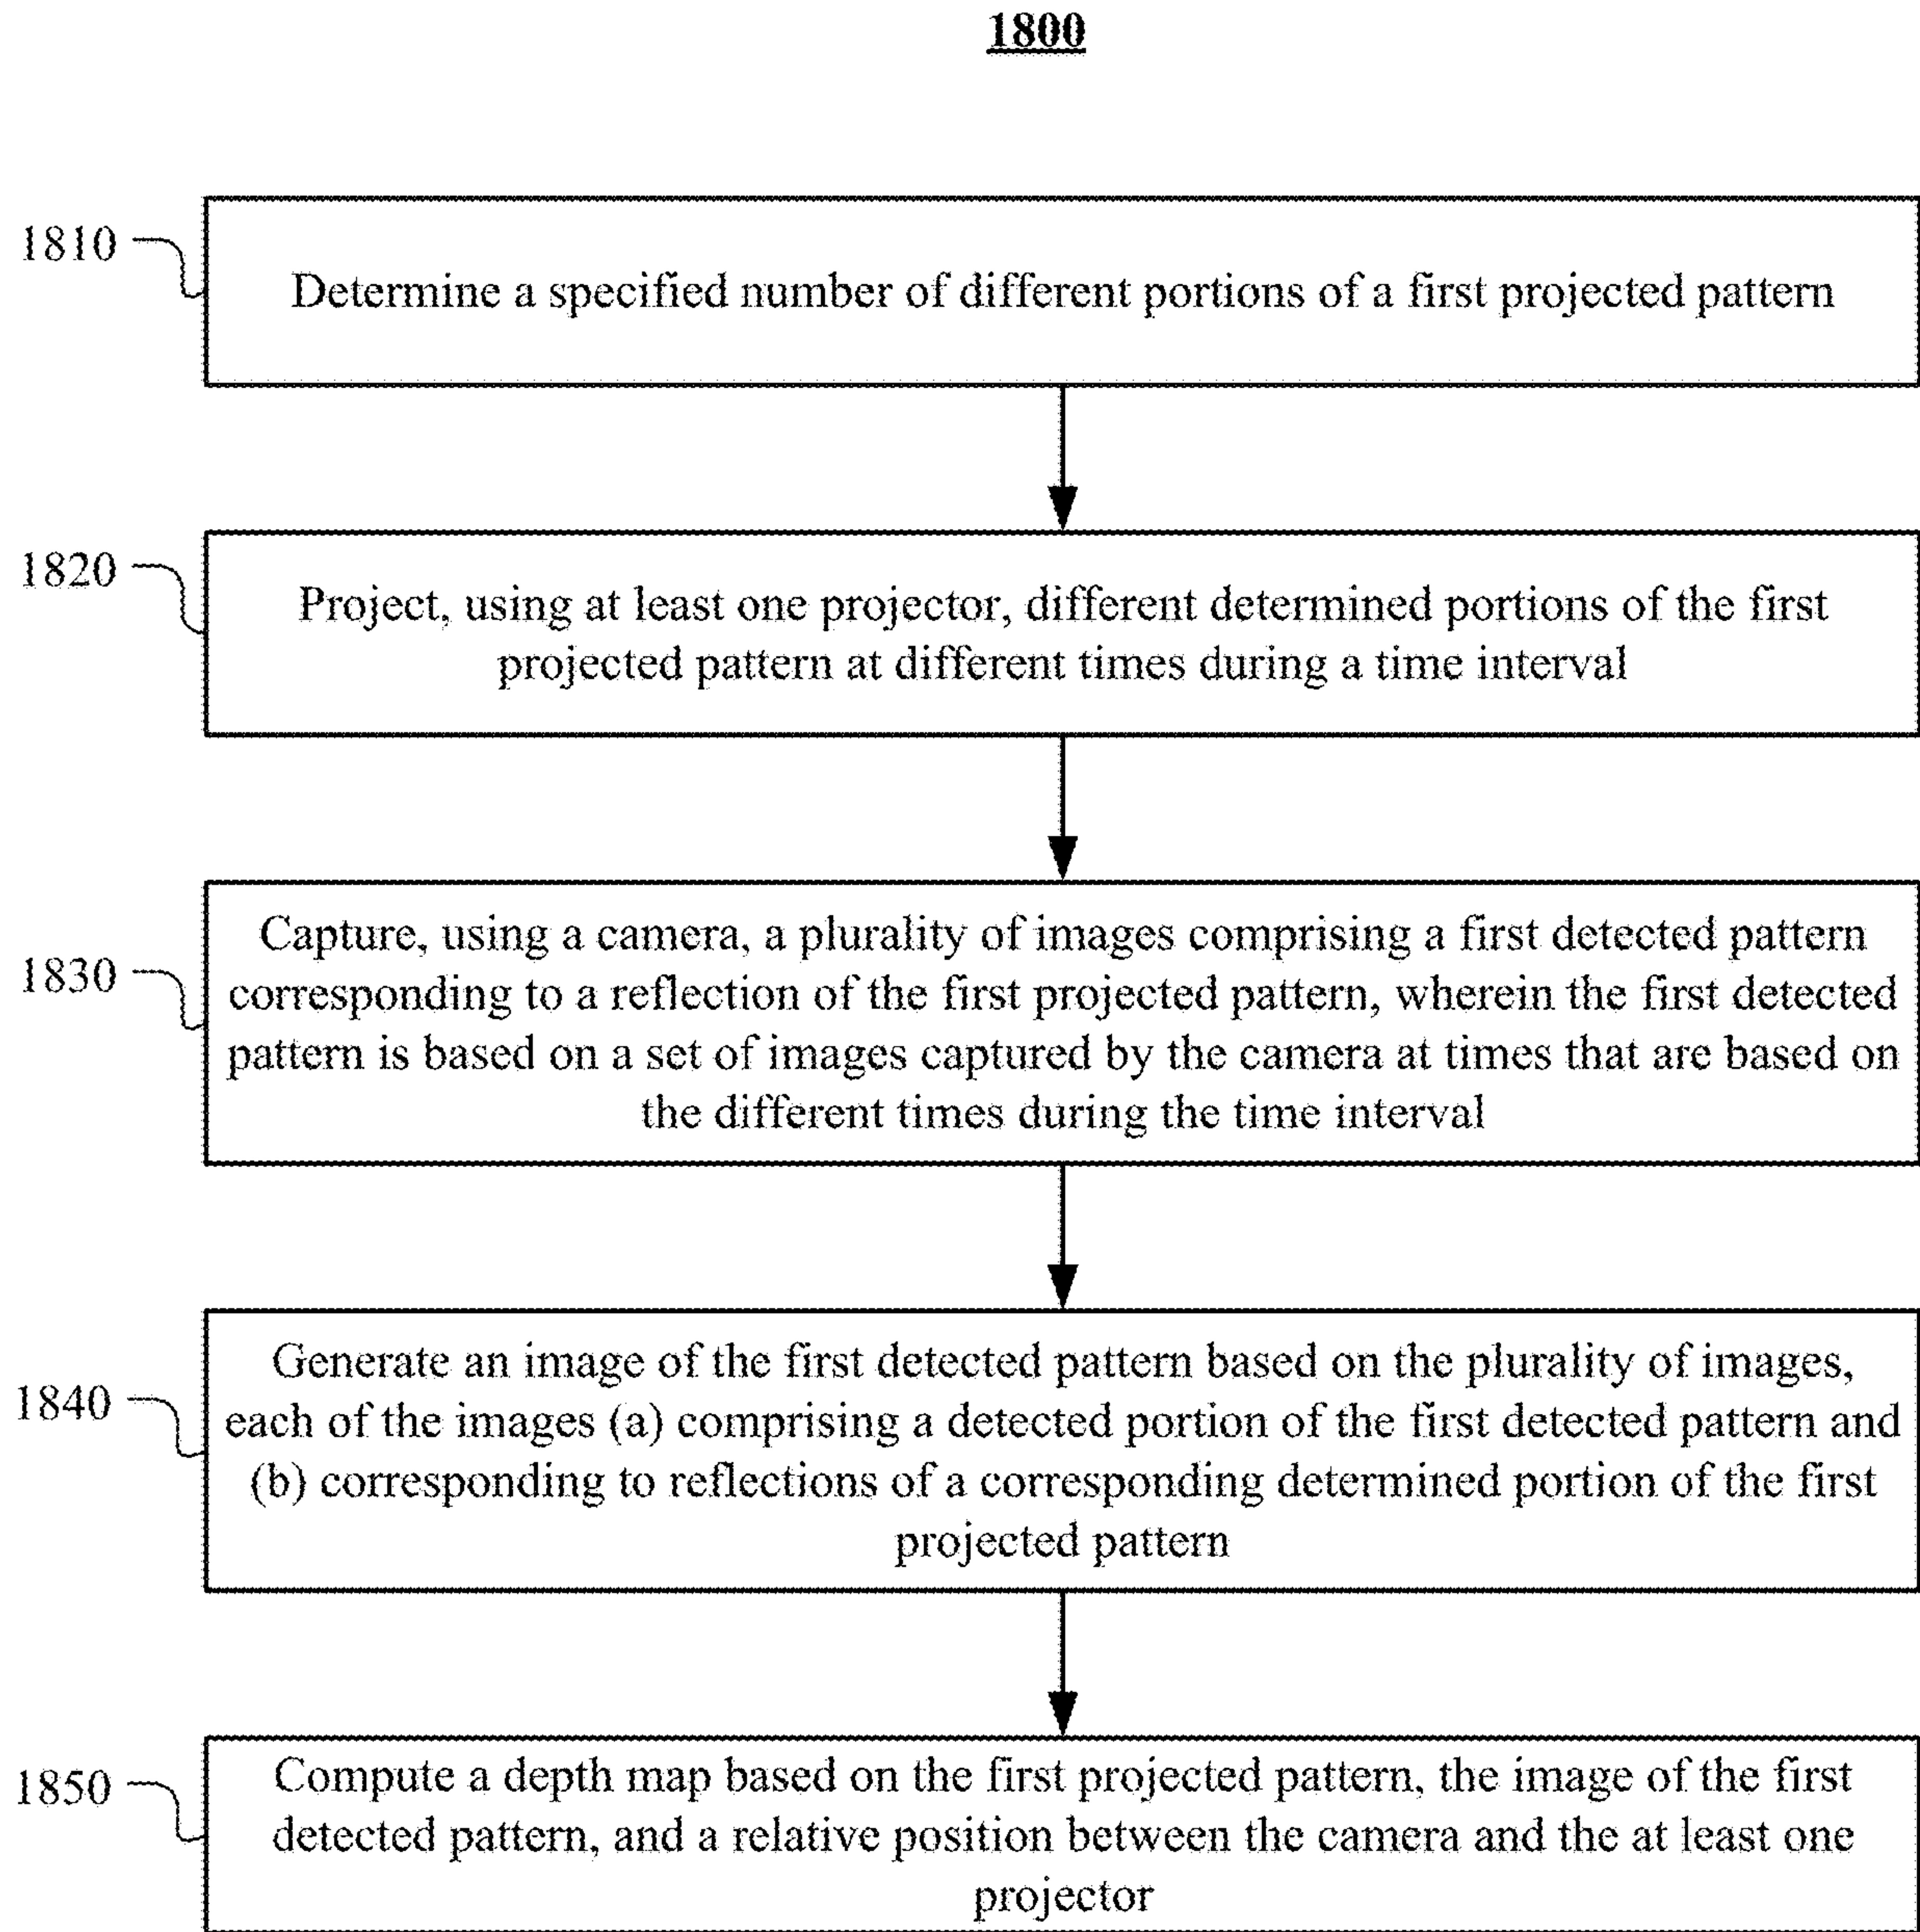 1800
1810
Determine a specified number of different portions of a first projected pattern
1820
Project, using at least one projector, different determined portions of the first
projected pattern at different times during a time interval
1830
Capture, using a camera, a plurality of images comprising a first detected pattern
corresponding to a reflection of the first projected pattern, wherein the first detected
pattern is based on a set of images captured by the camera at times that are based on
the different times during the time interval
1840
Generate an image of the first detected pattern based on the plurality of images,
each of the images (a) comprising a detected portion of the first detected pattern and
(b) corresponding to reflections of a corresponding determined portion of the first
projected pattern
1850
Compute a depth map based on the first projected pattern, the image of the first
detected pattern, and a relative position between the camera and the at least one
projector